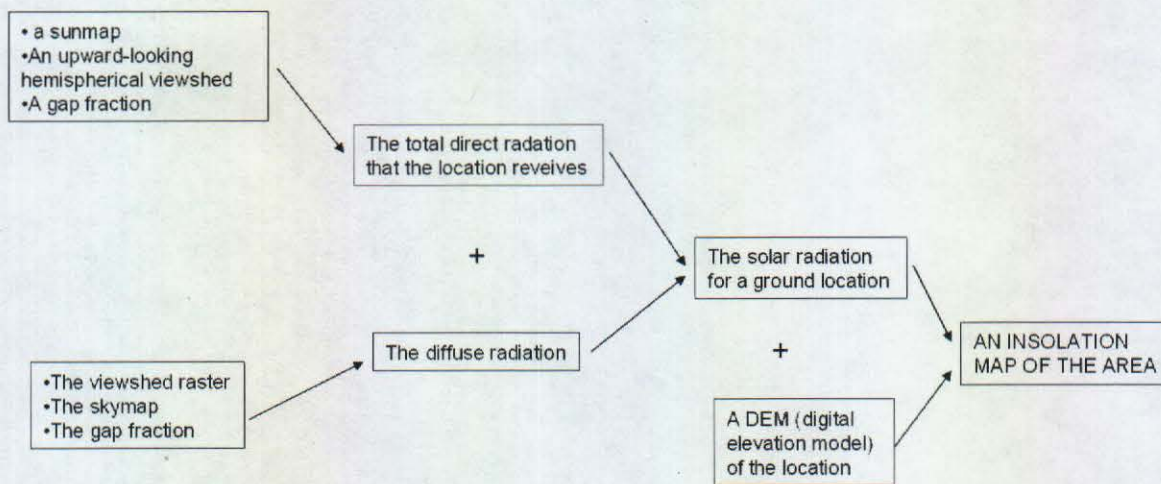 • a sunmap
•An upward-looking
hemispherical viewshed
•A gap fraction
The total direct radation
that the location reveives
+
The solar radiation
for a ground location
The diffuse radiation
+
AN INSOLATION
MAP OF THE AREA
•The viewshed raster
•The skymap
•The gap fraction
A DEM (digital
elevation model)
of the location